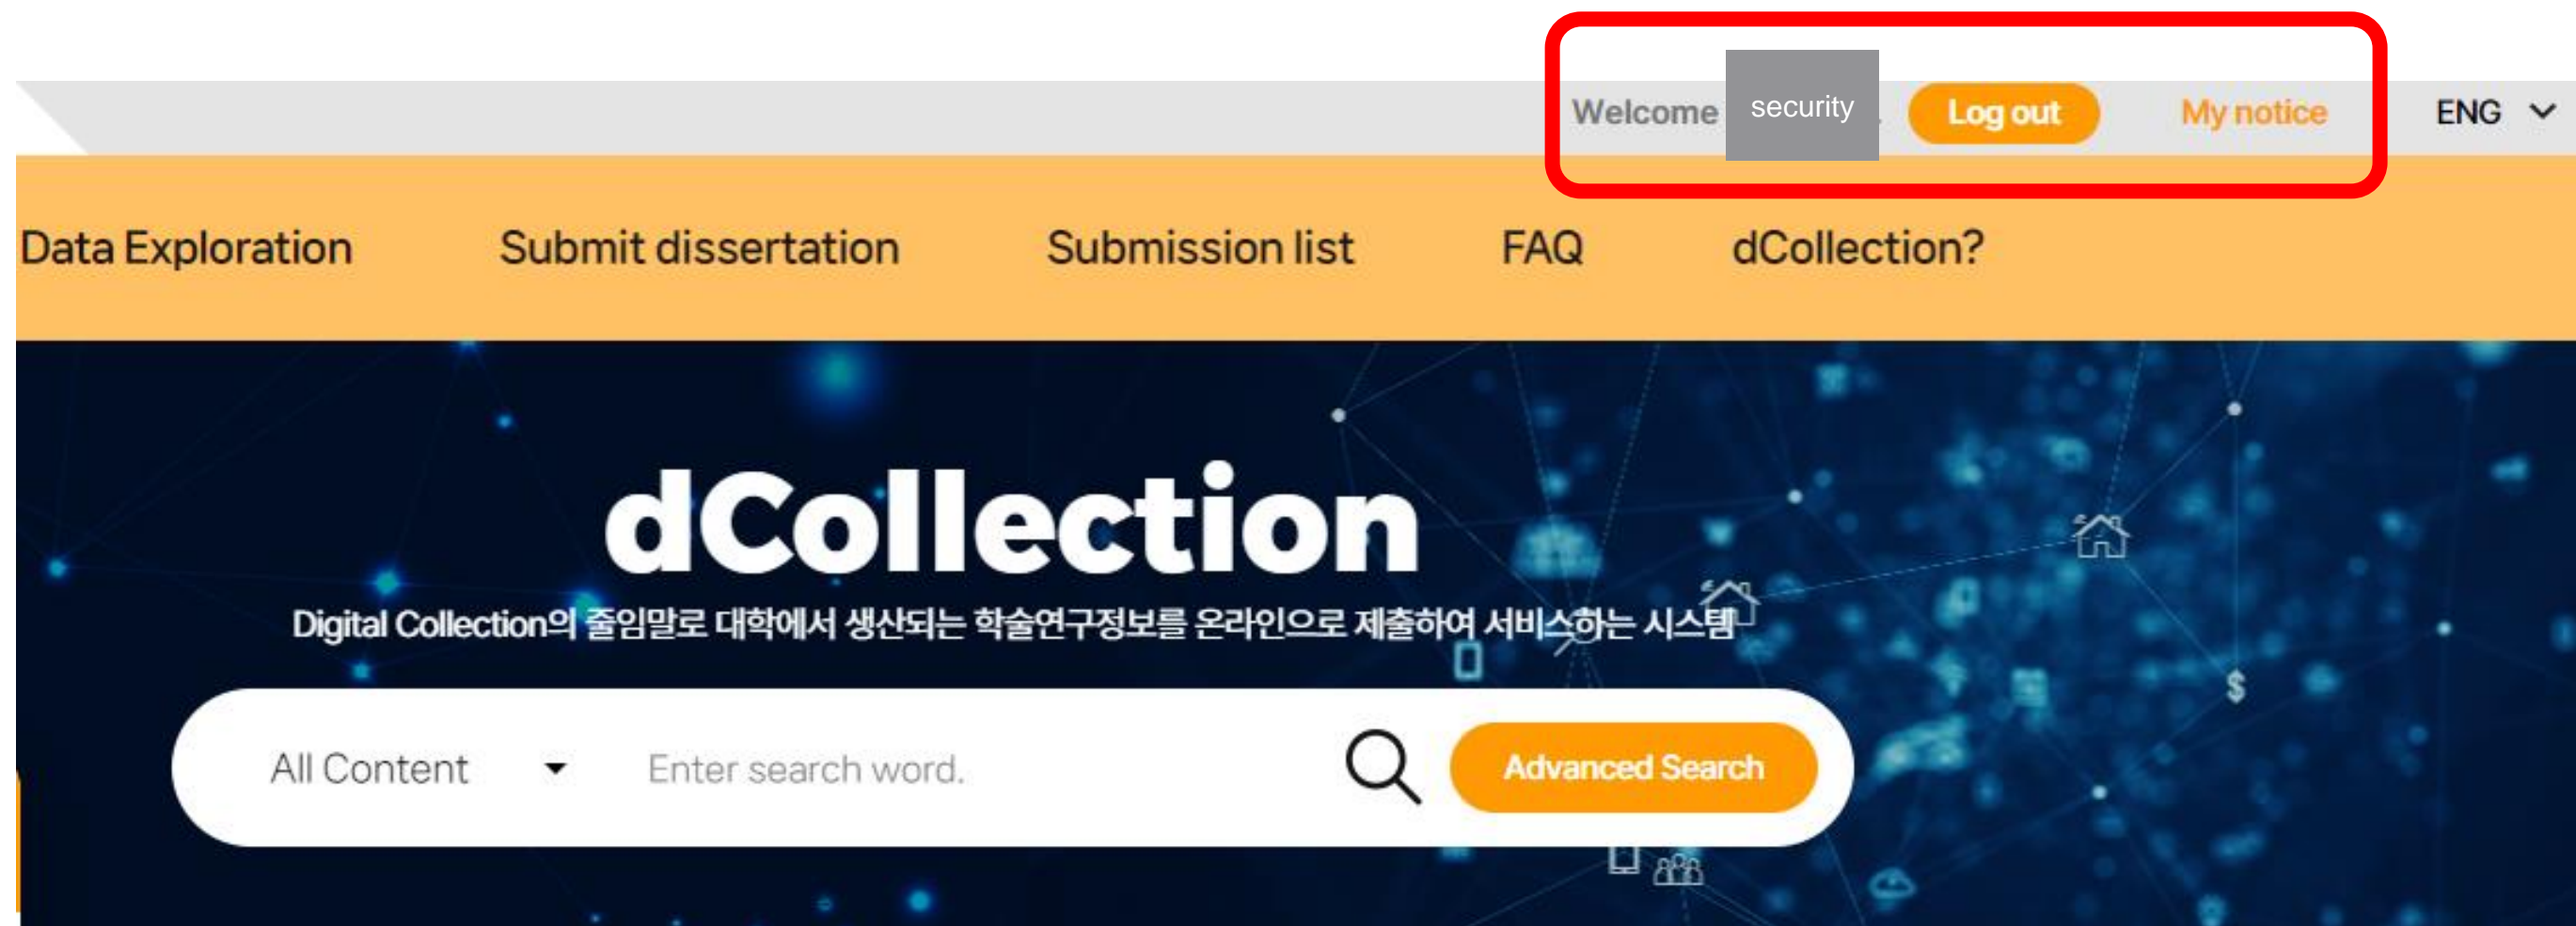 Welcome security Log out My notice ENG
Data Exploration Submit dissertation Submission list FAQ dCollection?
dCollection
Digital Collection의 줄임말로 대학에서 생산되는 학술연구정보를 온라인으로 제출하여 서비스하는 시스템
All Content Enter search word. Advanced Search